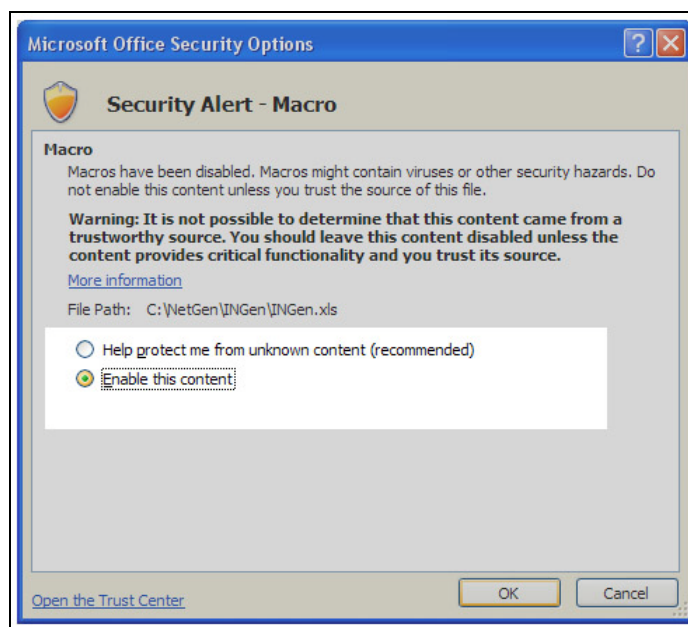 Microsoft Office Security Options
Security Alert - Macro
Macro
Macros have been disabled. Macros might contain viruses or other security hazards. Do
not enable this content unless you trust the source of this file.
Warning: It is not possible to determine that this content came from a
trustworthy source. You should leave this content disabled unless the
content provides critical functionality and you trust its source.
More information
File Path: C:\NetGen\INGen\INGen.xls
Help protect me from unknown content (recommended)
Enable this content
Open the Trust Center
OK
Cancel